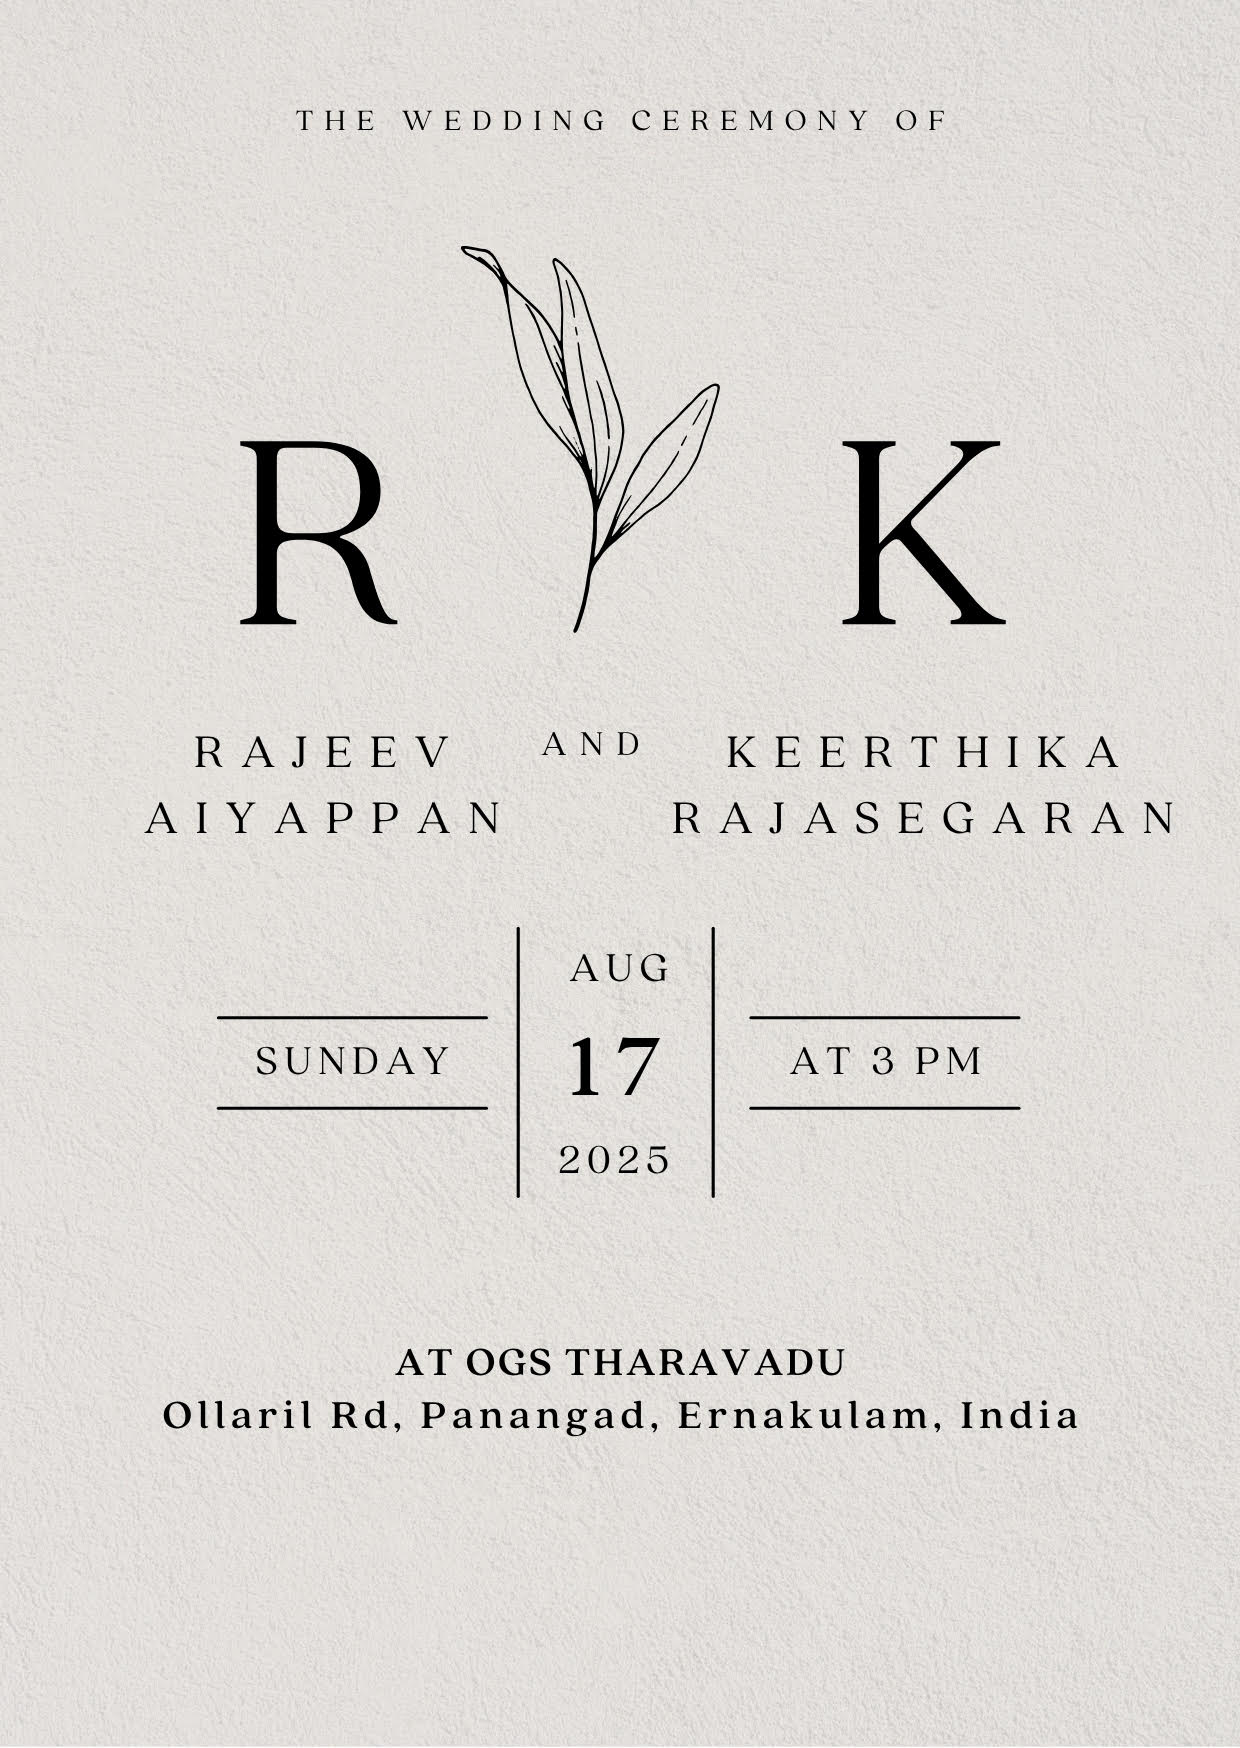 THE WEDDING CEREMONY OF
R K
RAJEEV AND KEERTHIKA
AIYAPPAN RAJASEGARAN
AUG
SUNDAY 17 AT 3 PM
2025
AT OGS THARAVADU
Ollaril Rd, Panangad, Ernakulam, India